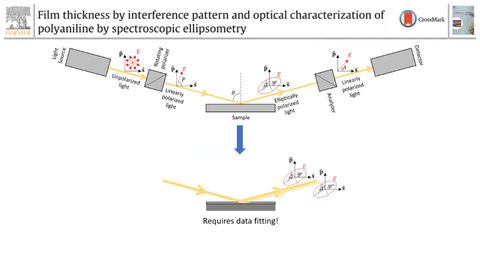 Film thickness by interference pattern and optical characterization of
polyaniline by spectroscopic ellipsometry
ELSEVIER
CrossMark
Light
Source
Unpolarized
light
Rotating
polarizer
Linearly
polarized
light
Sample
Elliptically
polarized
light
Analyzer
Linearly
polarized
light
Detector
Requires data fitting!